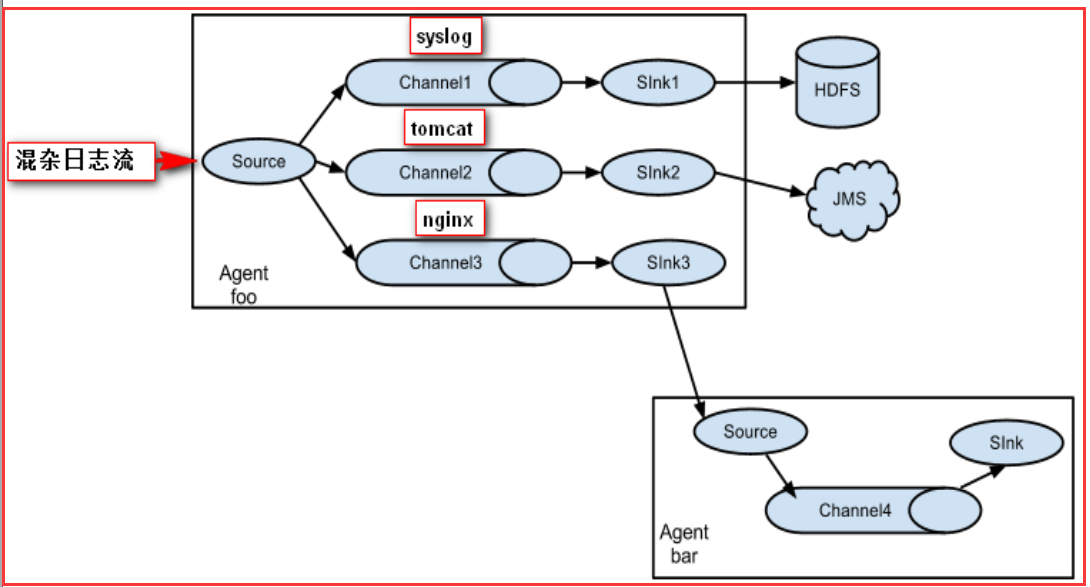 syslog
Channel1
SInk1
HDFS
tomcat
混杂日志流
Source
Channel2
SInk2
JMS
nginx
Channel3
SInk3
Agent
foo
Source
SInk
Channel4
Agent
bar